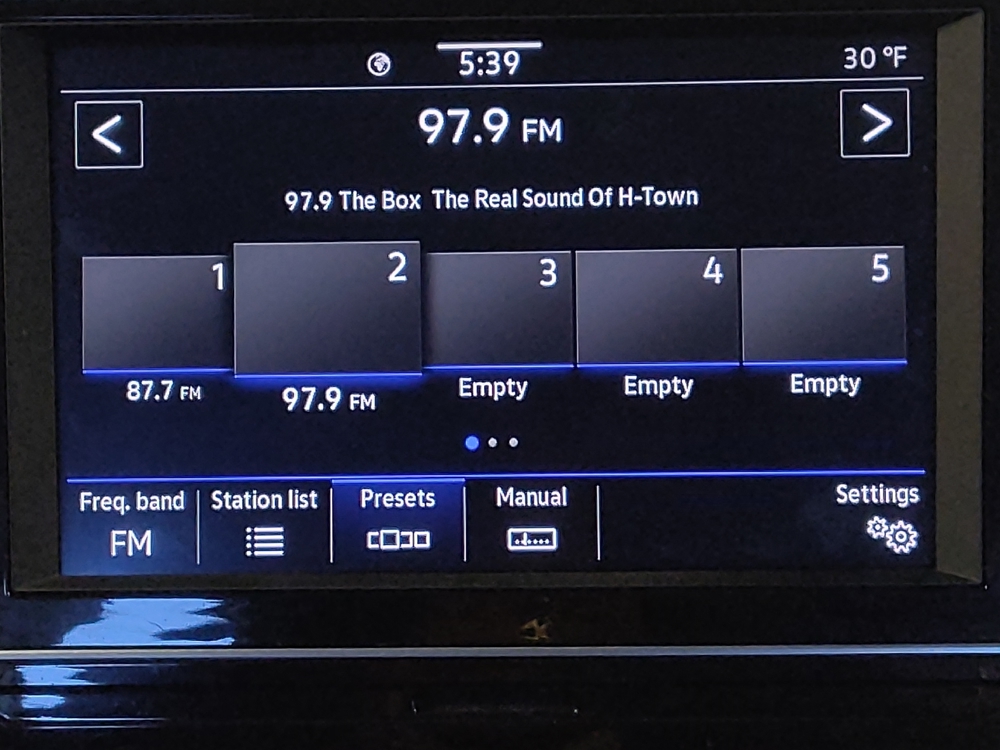 5:39
30 °F
<
97.9 FM
>
97.9 The Box The Real Sound Of H-Town
1
2
3
4
5
87.7 FM
97.9 FM
Empty
Empty
Empty
Freq. band
Station list
Presets
Manual
Settings
FM